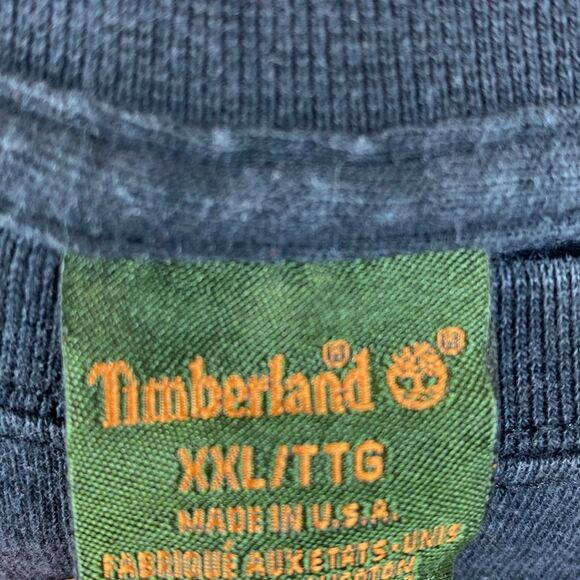 Timberland®
XXL/TTG
MADE IN U.S.A.
FABRIQUÉ AUX ETATS-UNIS